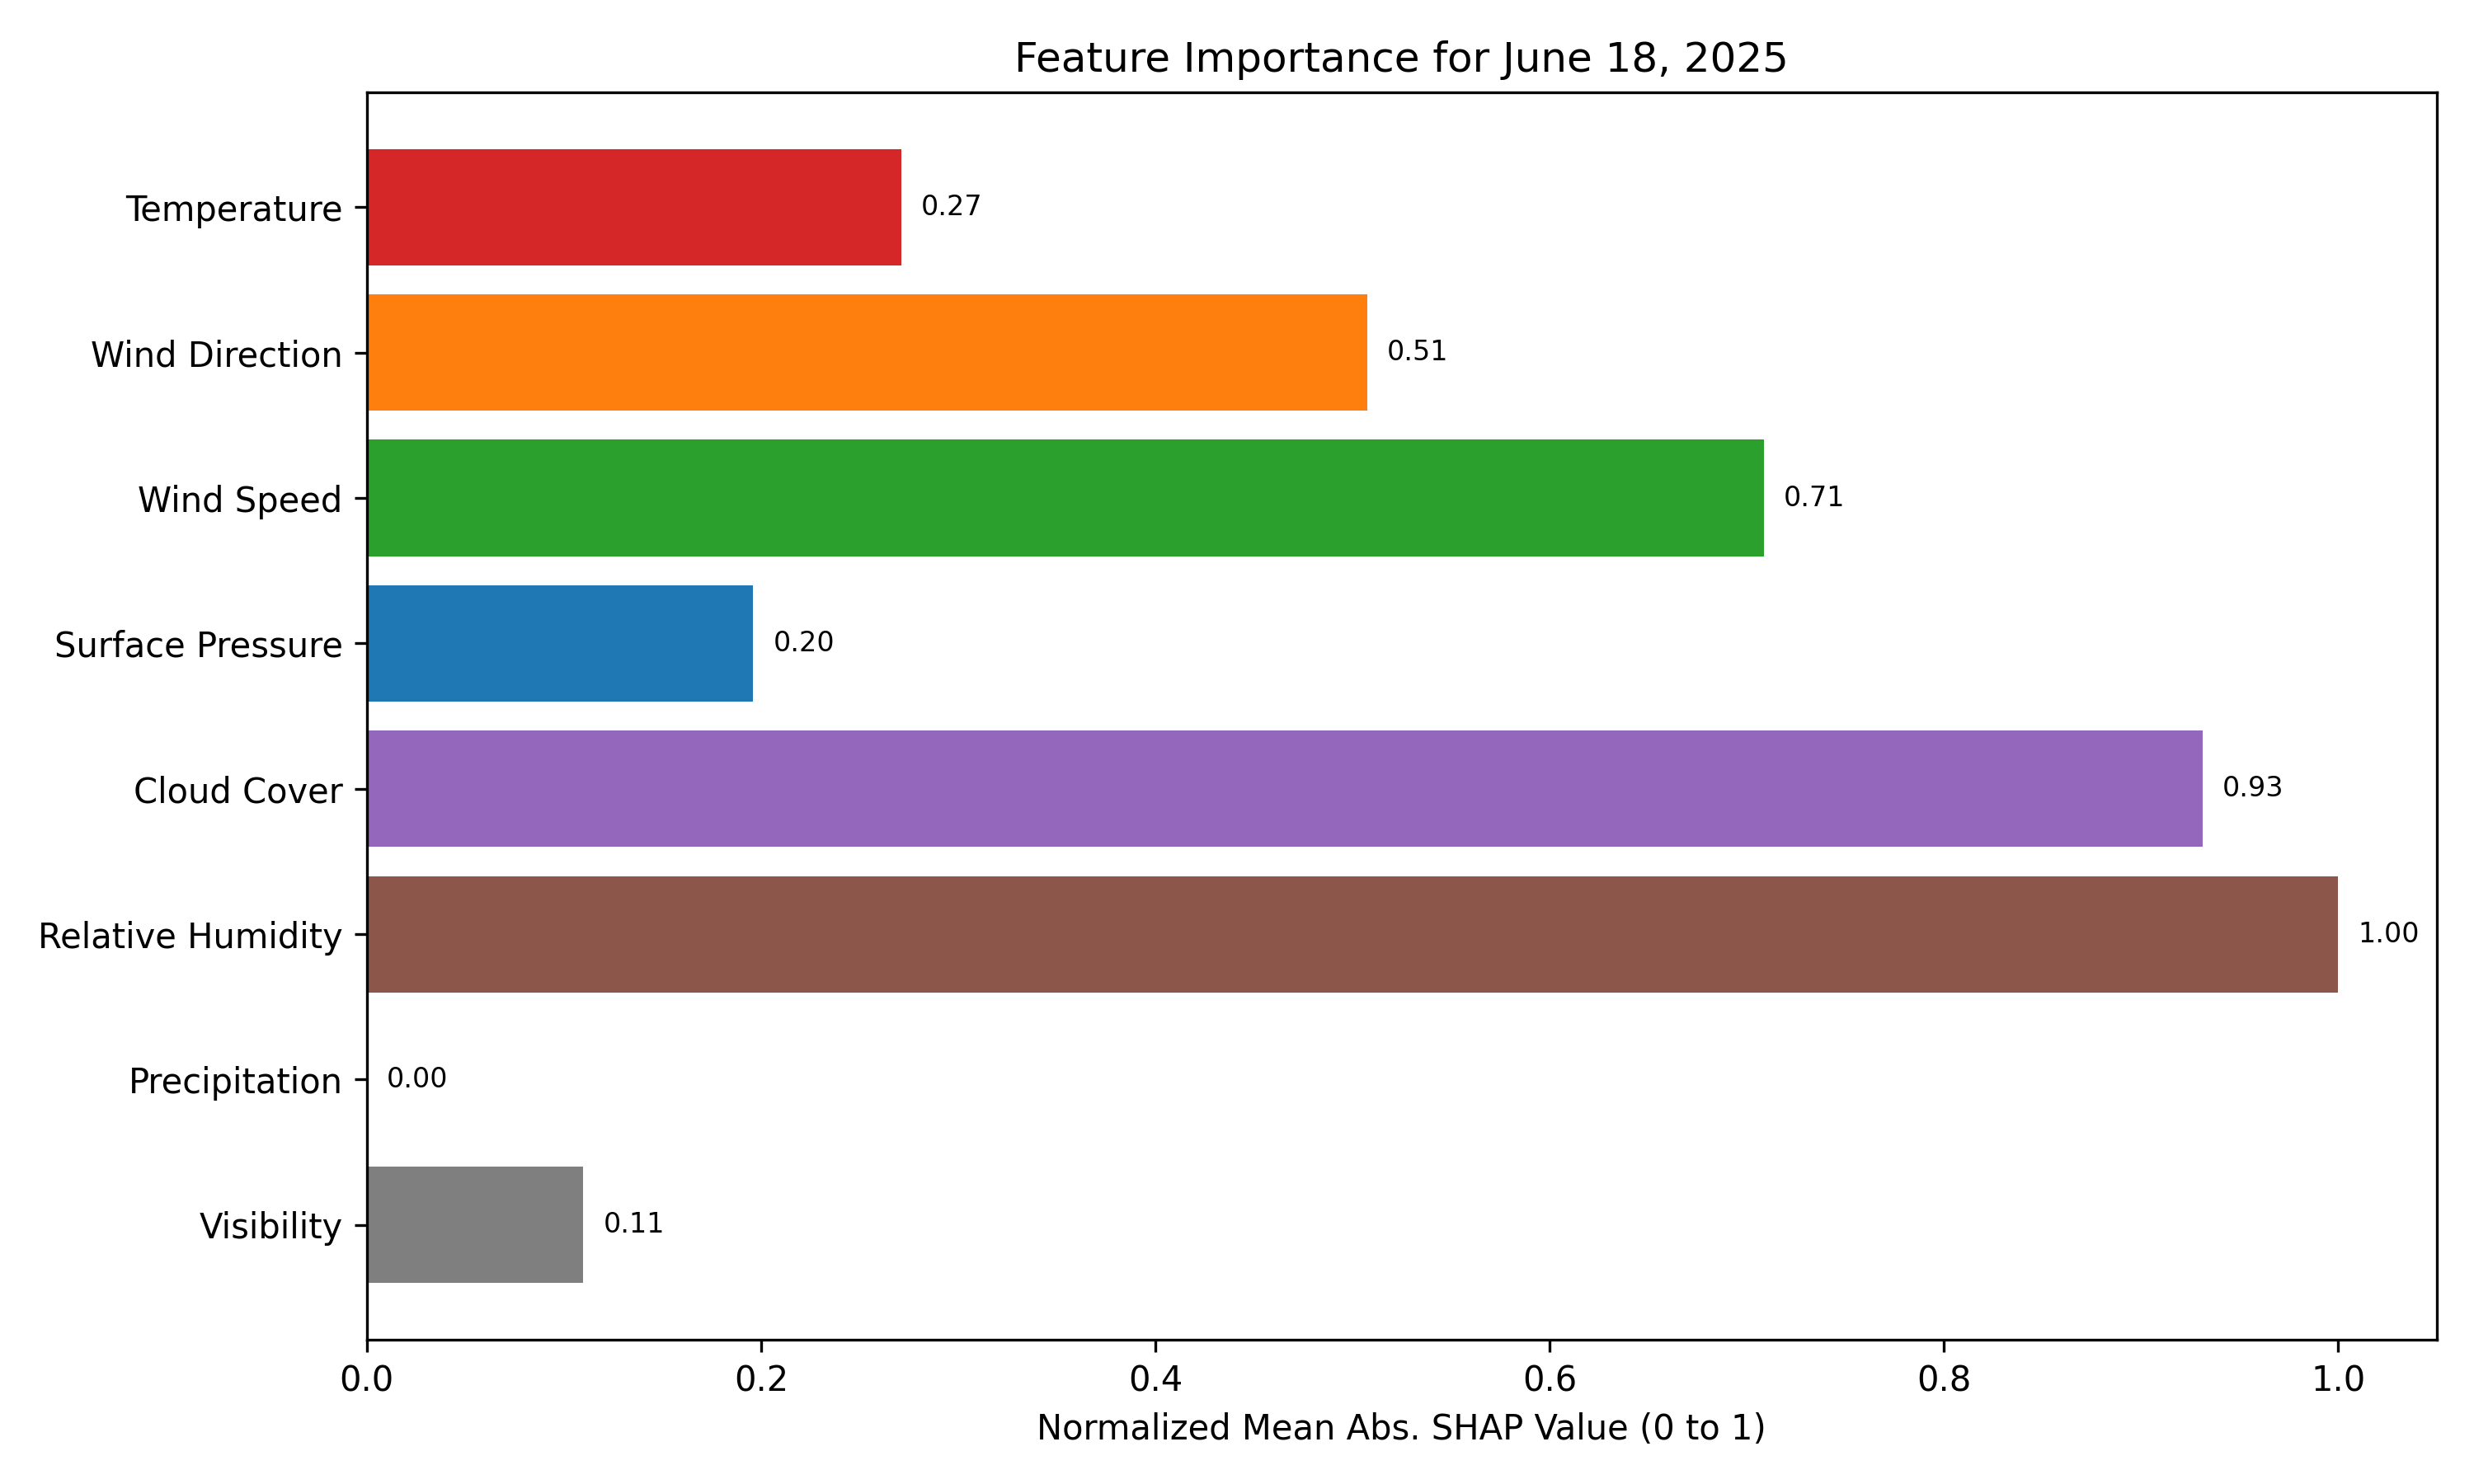 Feature Importance for June 18, 2025
Temperature 0.27
Wind Direction 0.51
Wind Speed 0.71
Surface Pressure 0.20
Cloud Cover 0.93
Relative Humidity 1.00
Precipitation 0.00
Visibility 0.11
0.0 0.2 0.4 0.6 0.8 1.0
Normalized Mean Abs. SHAP Value (0 to 1)